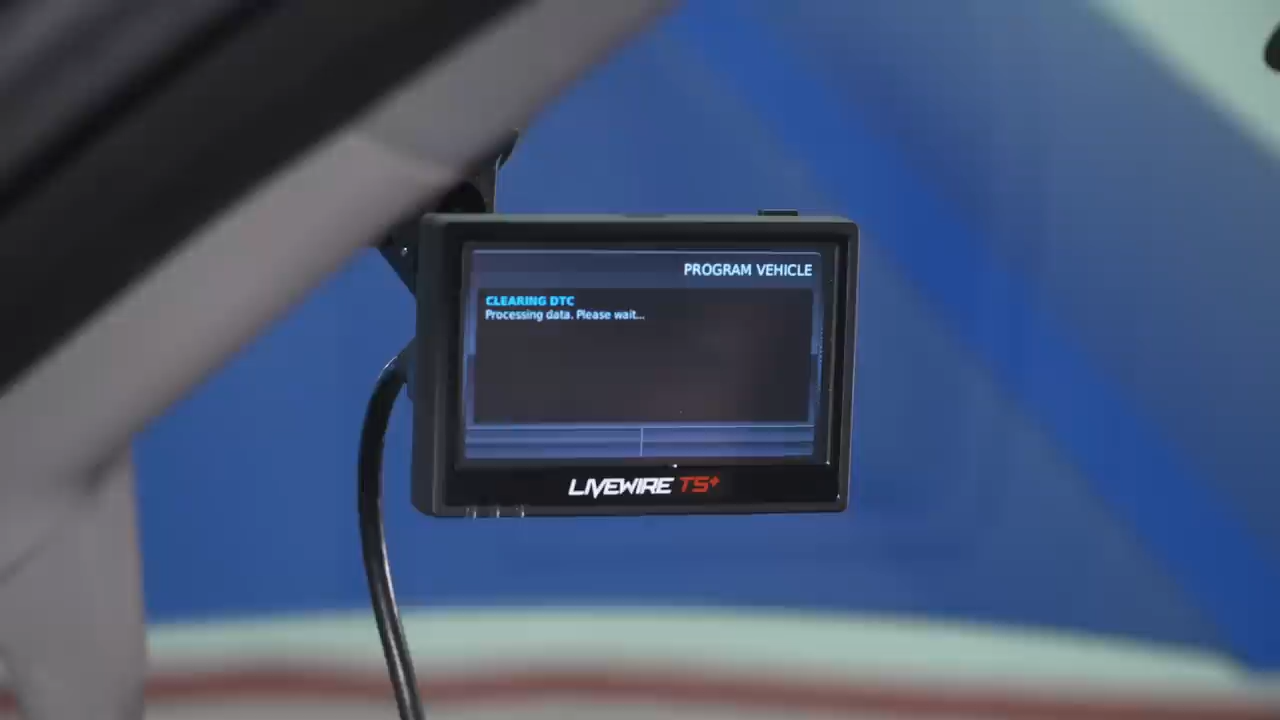 PROGRAM VEHICLE
CLEARING DTC
Processing data. Please wait...
LIVEWIRE TS+